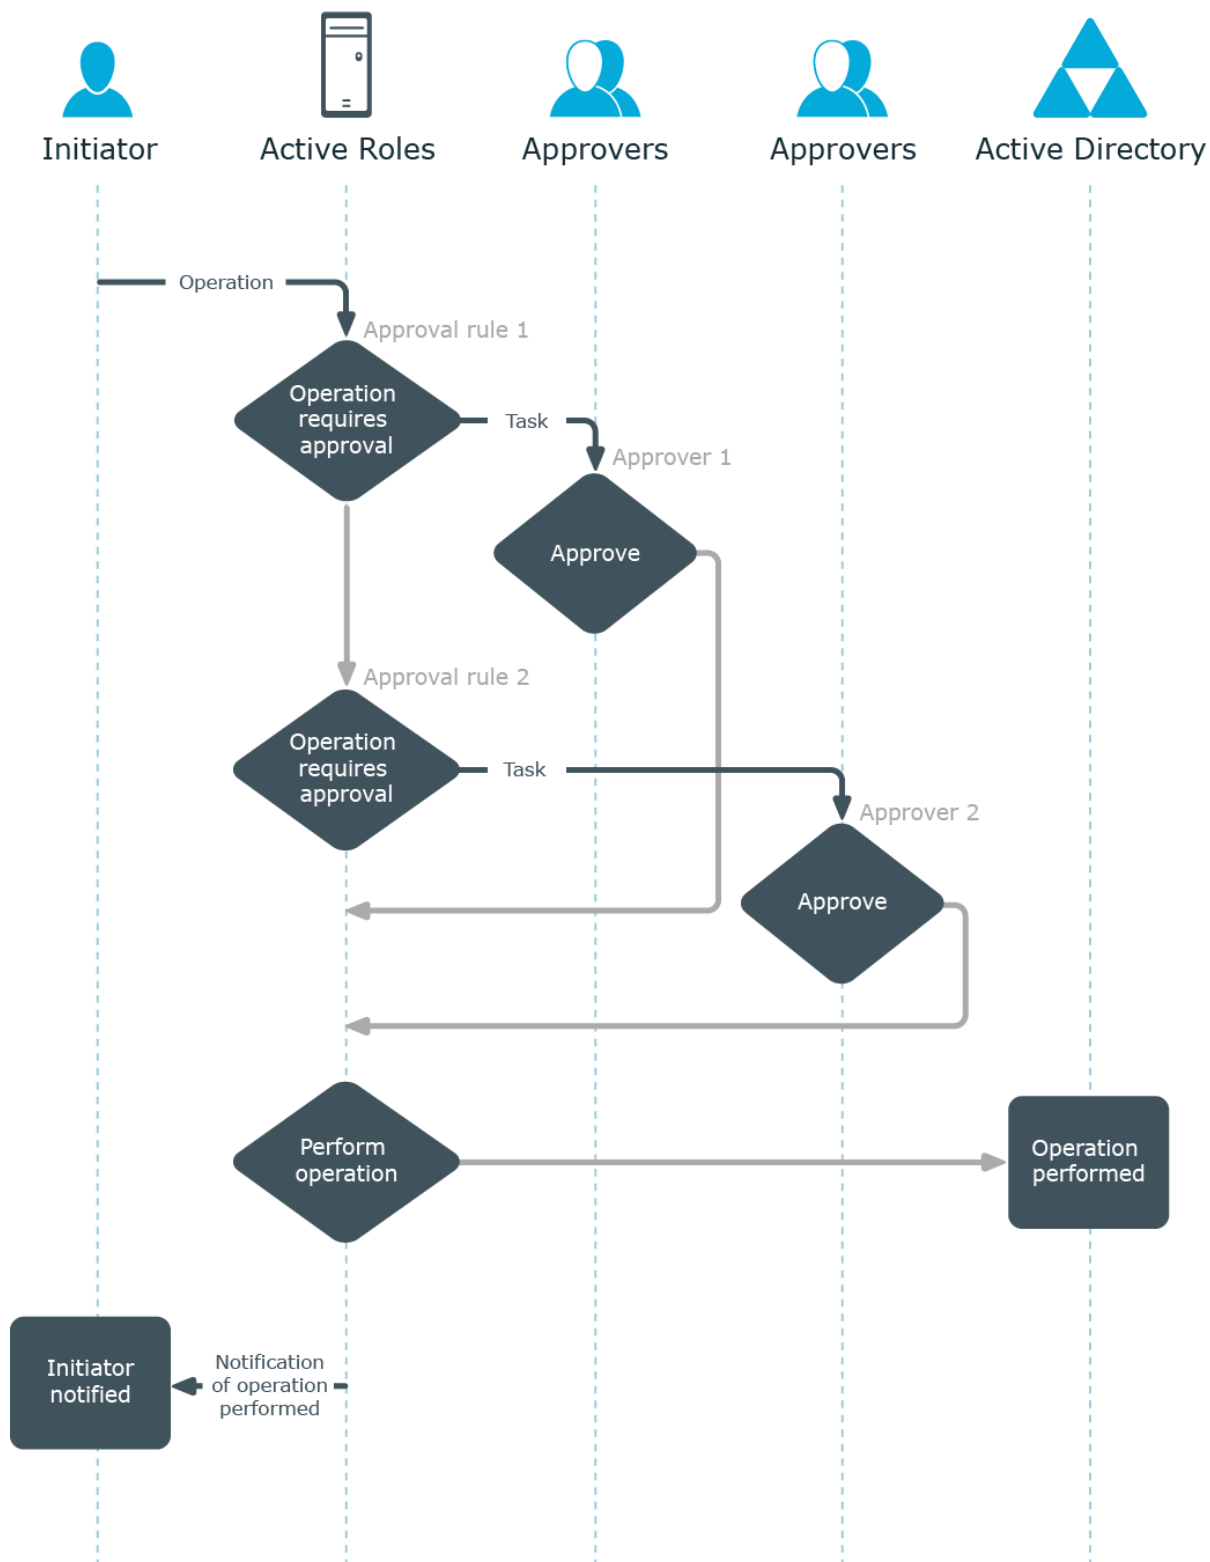 Initiator
Active Roles
Approvers
Approvers
Active Directory
Operation
Approval rule 1
Operation
requires
approval
Task
Approver 1
Approve
Approval rule 2
Operation
requires
approval
Task
Approver 2
Approve
Perform
operation
Operation
performed
Initiator
notified
Notification
of operation
performed